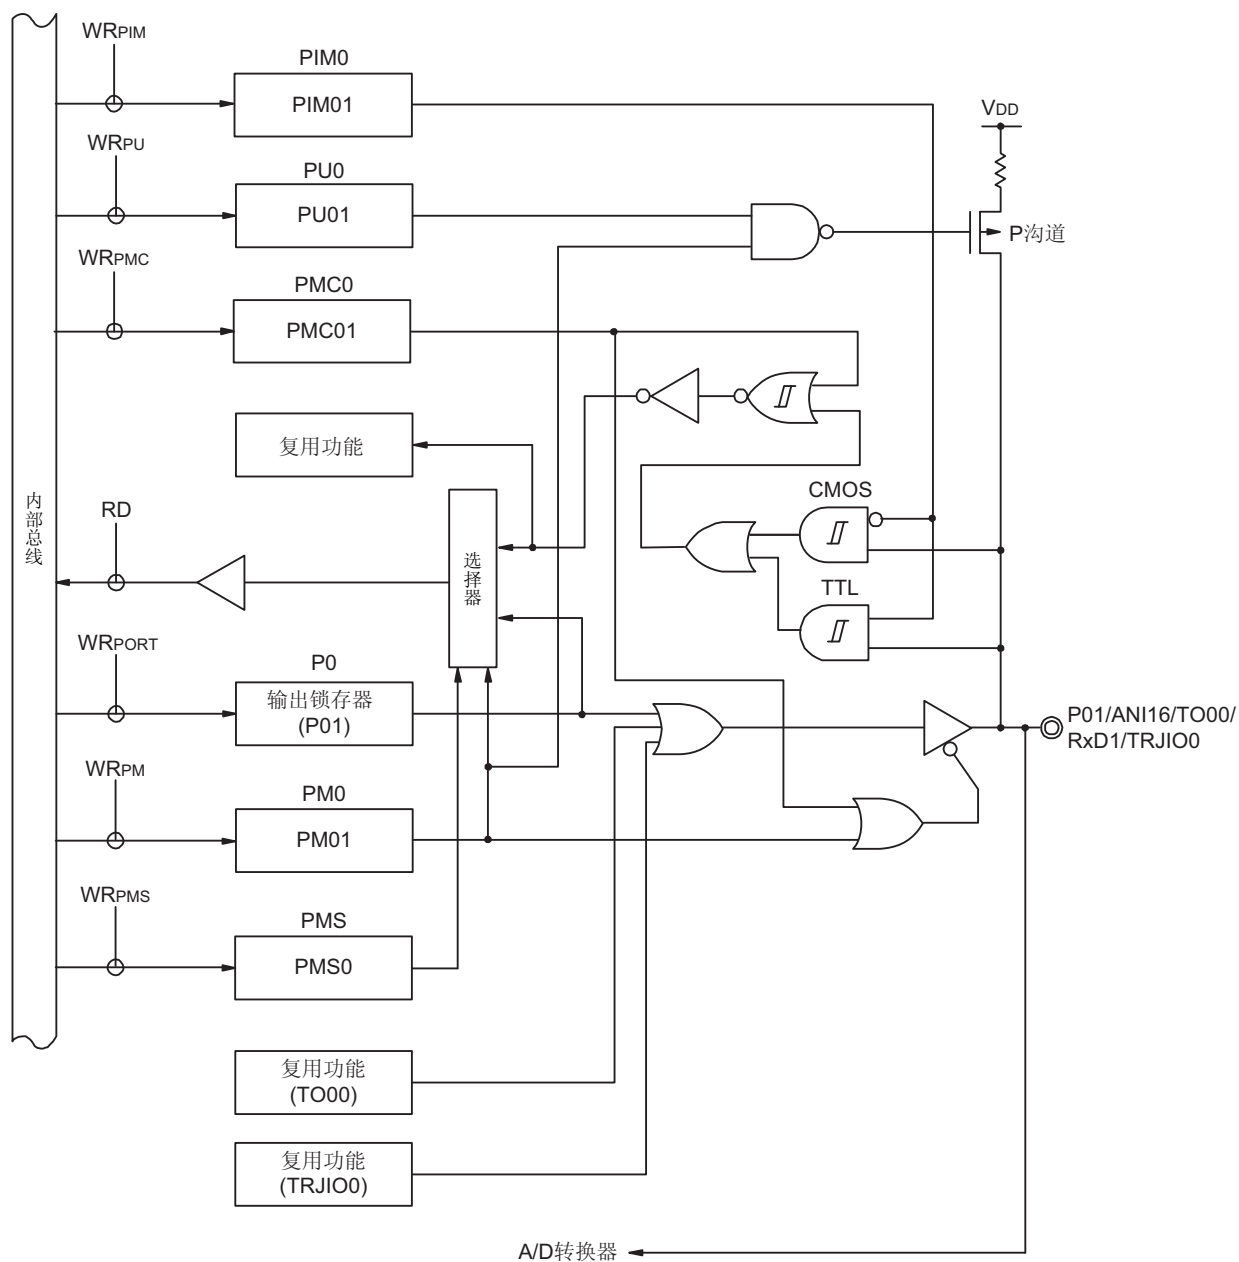 WRPIM
PIM0
PIM01
VDD
WRPU
PU0
PU01
P沟道
WRPMC
PMC0
PMC01
复用功能
CMOS
内部总线
RD
选择器
TTL
WRPORT
P0
输出锁存器
(P01)
P01/ANI16/TO00/
RxD1/TRJIO0
WRPM
PM0
PM01
WRPMS
PMS
PMS0
复用功能
(TO00)
复用功能
(TRJIO0)
A/D转换器